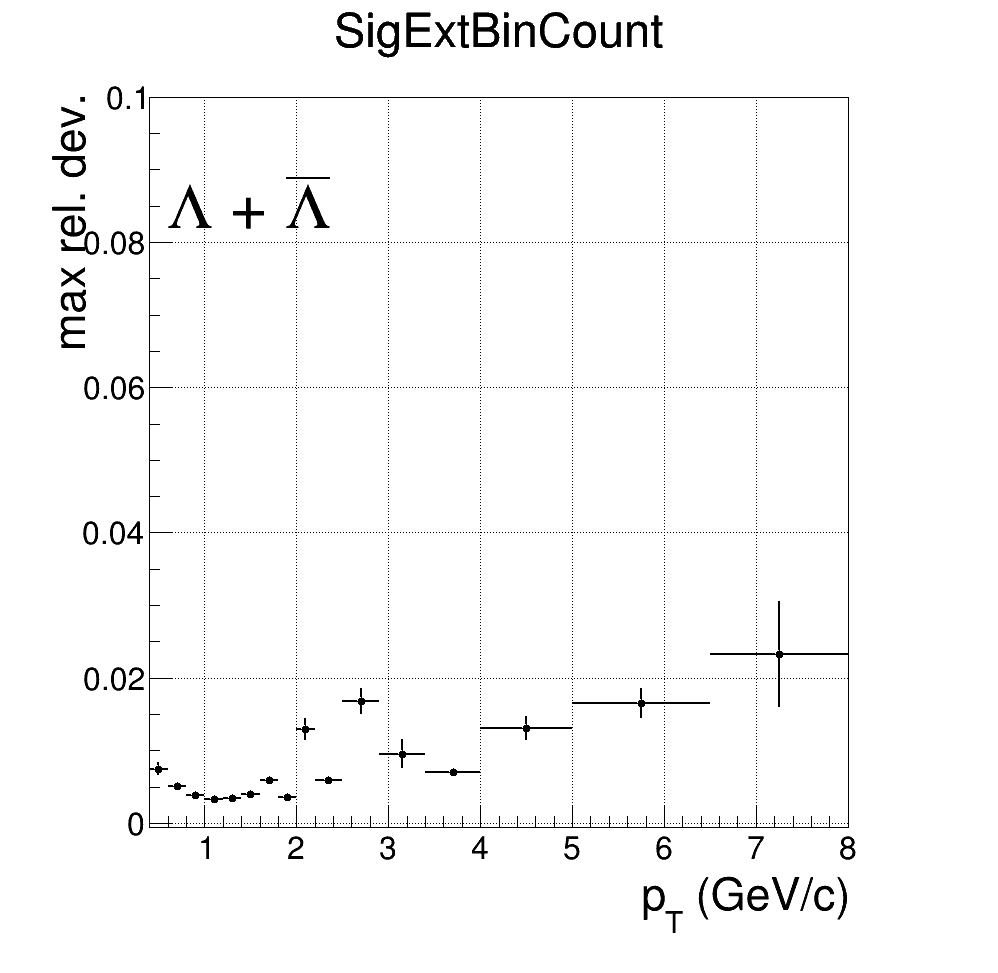 SigExtBinCount
max rel. dev.
0.1
0.08
0.06
0.04
0.02
0
Λ + Λ̅
1 2 3 4 5 6 7 8
p_T (GeV/c)